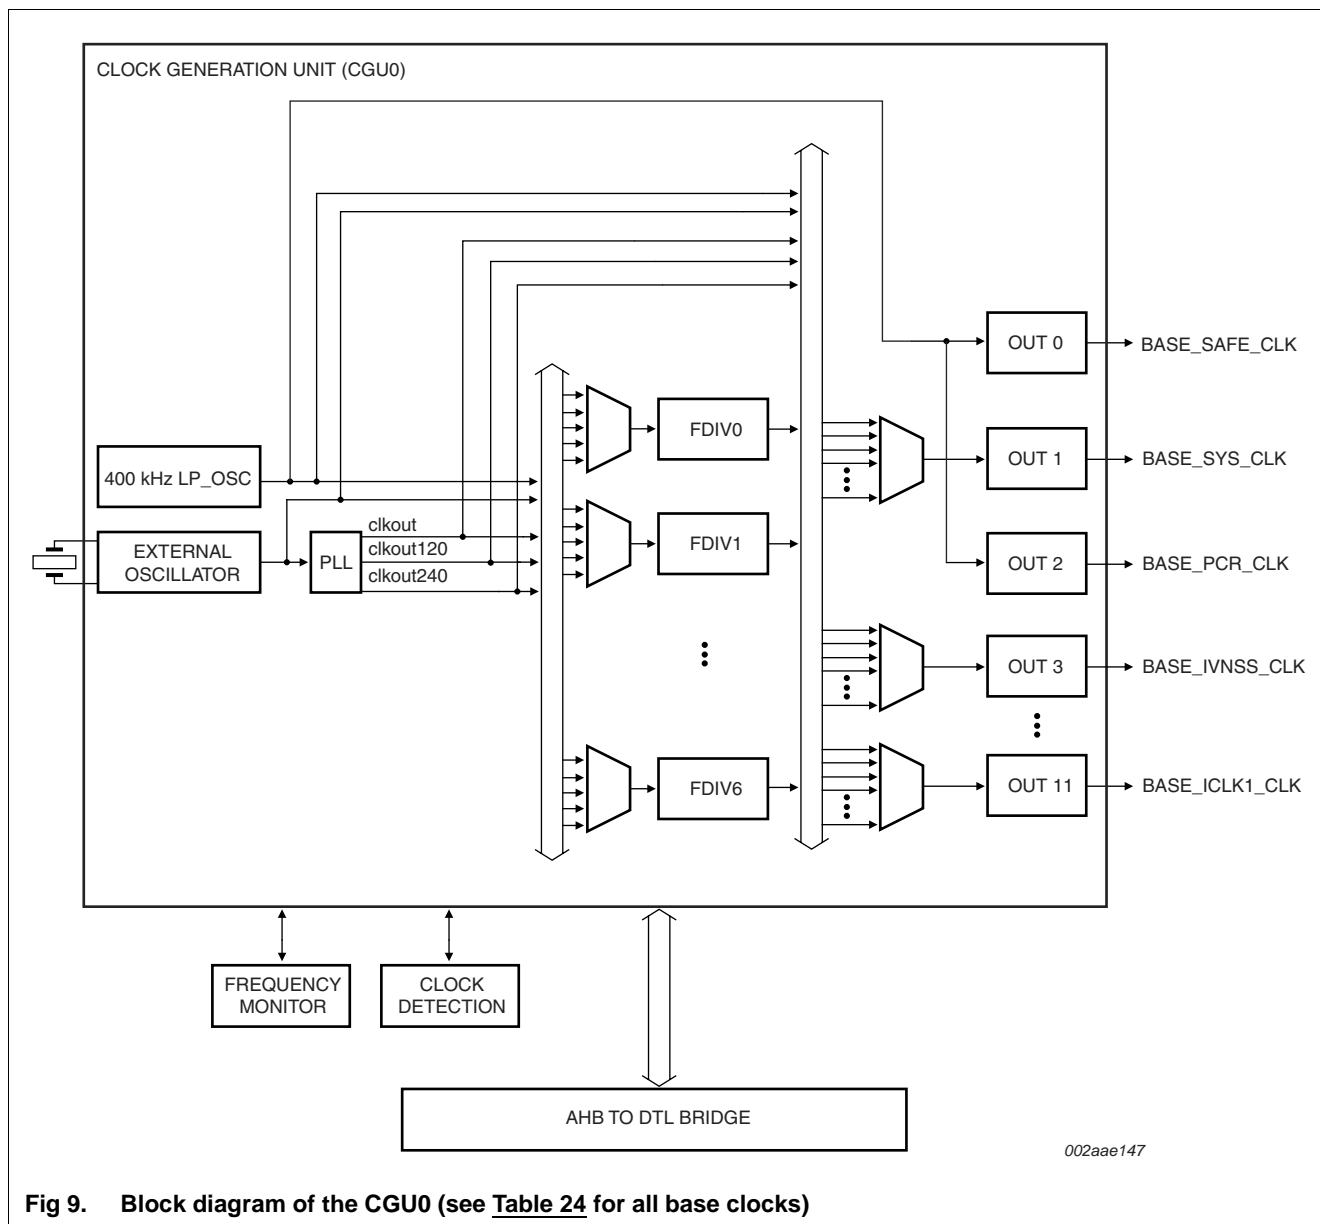 CLOCK GENERATION UNIT (CGU0)
400 kHz LP_OSC
EXTERNAL
OSCILLATOR
PLL
clkout
clkout120
clkout240
FDIV0
FDIV1
FDIV6
OUT 0
BASE_SAFE_CLK
OUT 1
BASE_SYS_CLK
OUT 2
BASE_PCR_CLK
OUT 3
BASE_IVNSS_CLK
OUT 11
BASE_ICLK1_CLK
FREQUENCY
MONITOR
CLOCK
DETECTION
AHB TO DTL BRIDGE
002aae147
Fig 9. Block diagram of the CGU0 (see Table 24 for all base clocks)